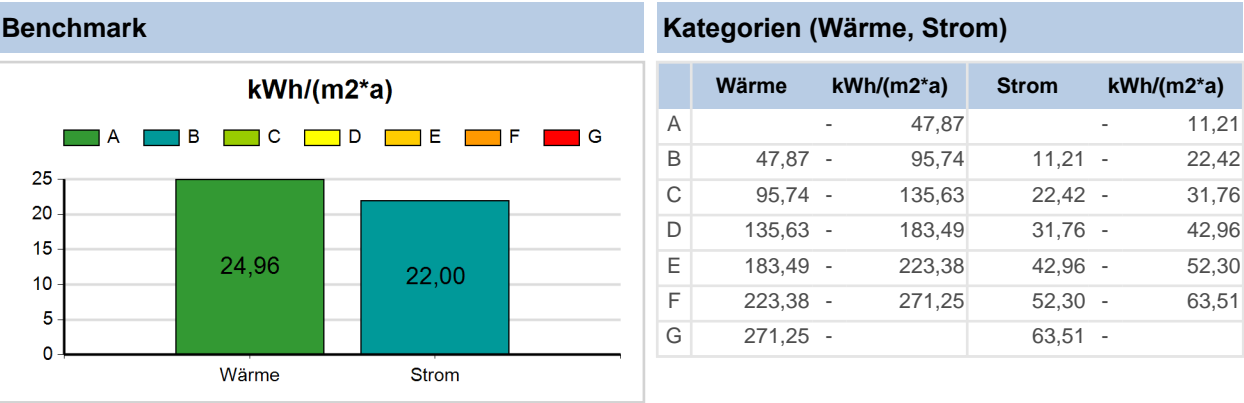 Benchmark
kWh/(m2*a)
A B C D E F G
25
20
15
10
5
0
24,96
22,00
Wärme Strom
Kategorien (Wärme, Strom)
Wärme kWh/(m2*a) Strom kWh/(m2*a)
A - 47,87 - 11,21
B 47,87 - 95,74 11,21 - 22,42
C 95,74 - 135,63 22,42 - 31,76
D 135,63 - 183,49 31,76 - 42,96
E 183,49 - 223,38 42,96 - 52,30
F 223,38 - 271,25 52,30 - 63,51
G 271,25 - 63,51 -